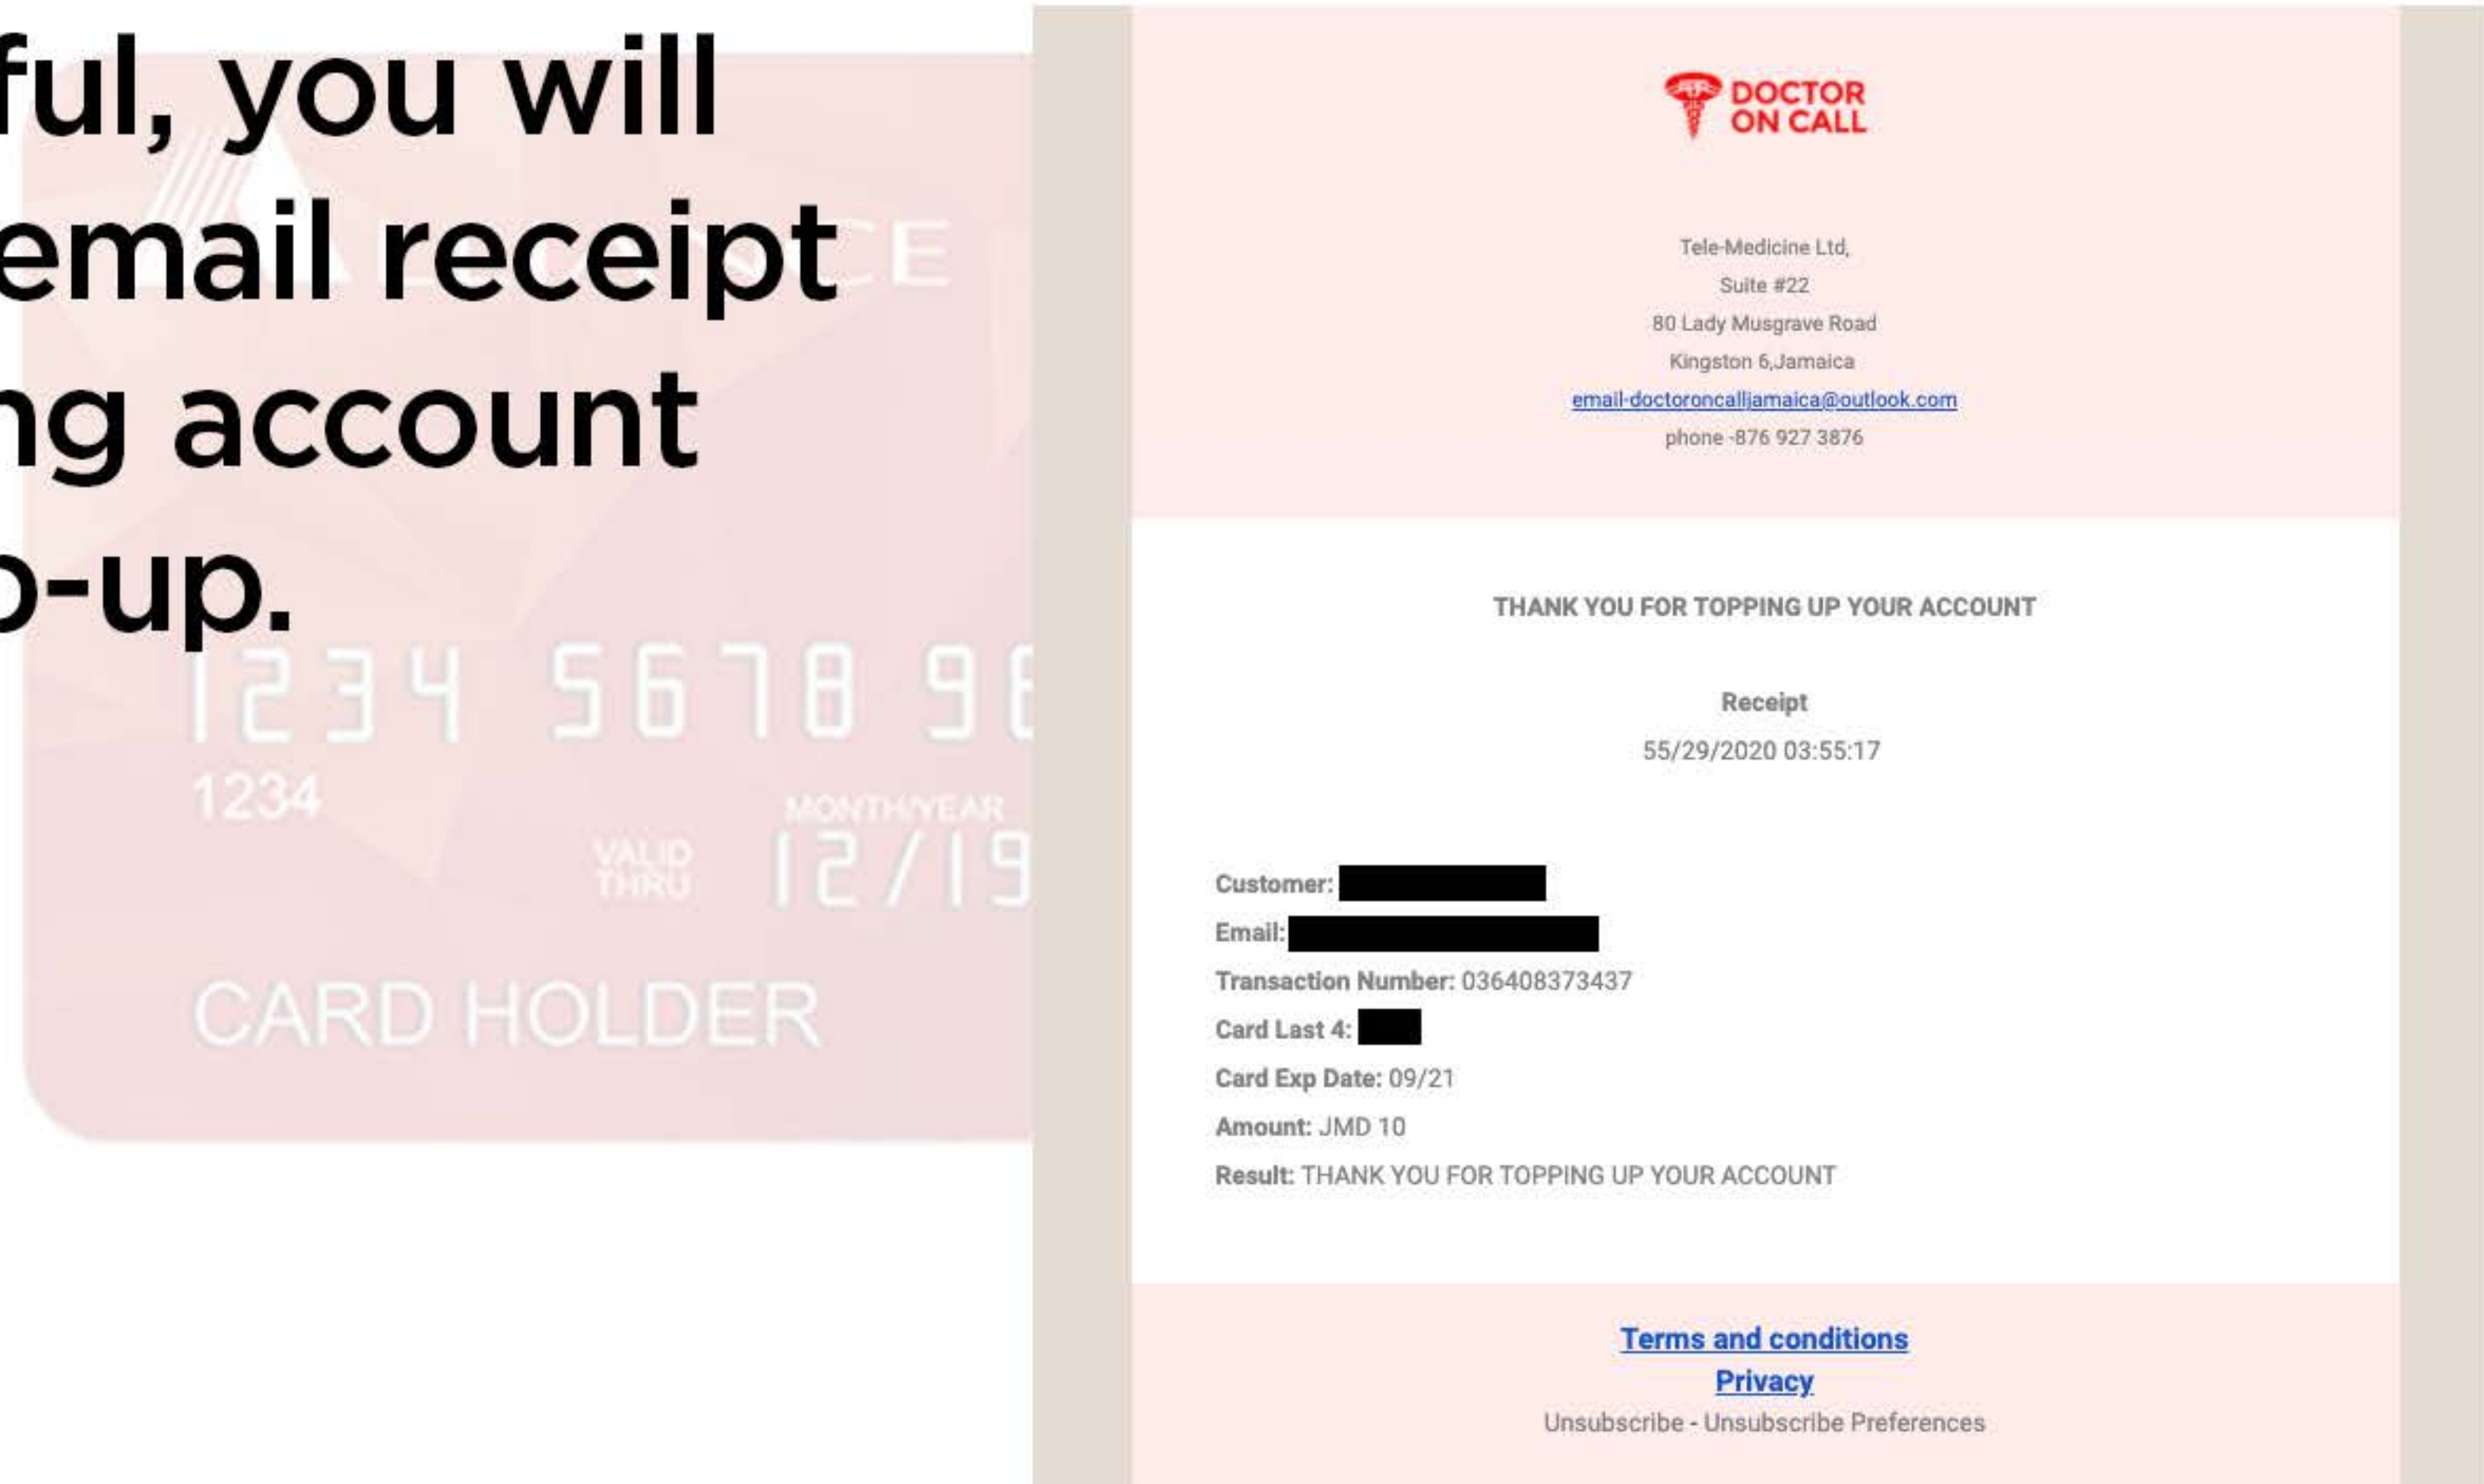 ful, you will
email receipt
ng account
-up.
CE
1234 5678 9
1234
MONTH/YEAR
VALID
THRU
12/19
CARD HOLDER
DOCTOR
ON CALL
Tele-Medicine Ltd,
Suite #22
80 Lady Musgrave Road
Kingston 6,Jamaica
email-doctoroncalljamaica@outlook.com
phone -876 927 3876
THANK YOU FOR TOPPING UP YOUR ACCOUNT
Receipt
55/29/2020 03:55:17
Customer:
Email:
Transaction Number: 036408373437
Card Last 4:
Card Exp Date: 09/21
Amount: JMD 10
Result: THANK YOU FOR TOPPING UP YOUR ACCOUNT
Terms and conditions
Privacy
Unsubscribe - Unsubscribe Preferences